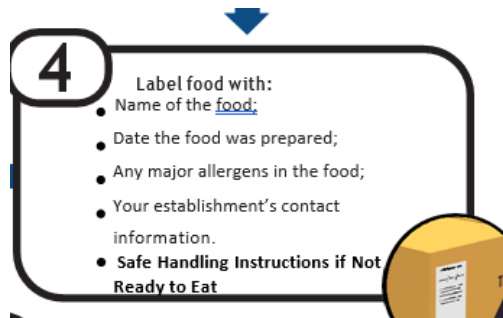 4
Label food with:
● Name of the food;
● Date the food was prepared;
● Any major allergens in the food;
● Your establishment's contact
information.
● Safe Handling Instructions if Not
Ready to Eat